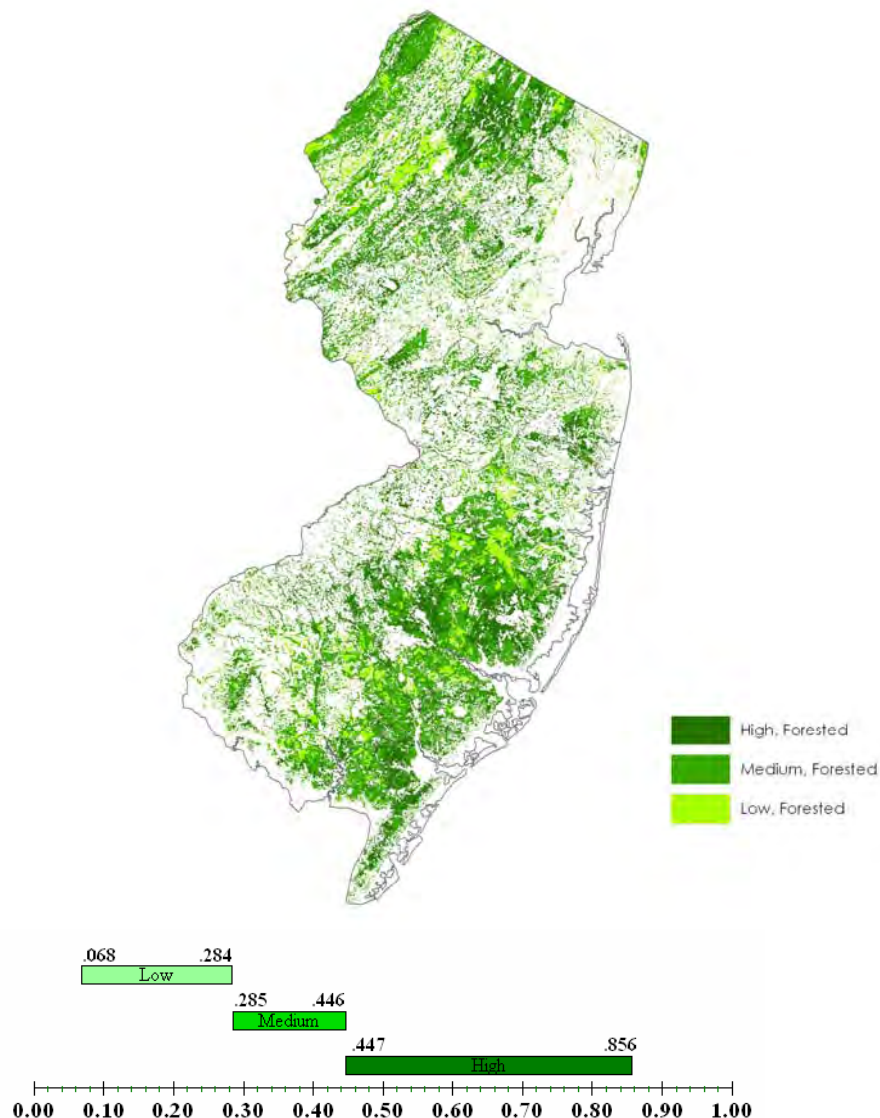 High, Forested
Medium, Forested
Low, Forested
.068 .284
Low
.285 .446
Medium
.447 .856
High
0.00 0.10 0.20 0.30 0.40 0.50 0.60 0.70 0.80 0.90 1.00